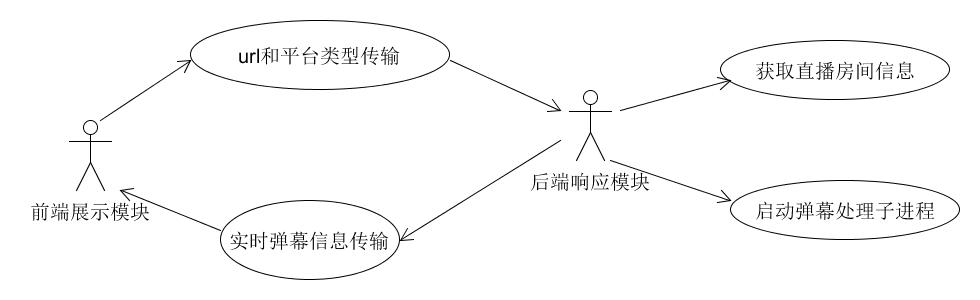 url和平台类型传输
获取直播房间信息
后端响应模块
前端展示模块
启动弹幕处理子进程
实时弹幕信息传输